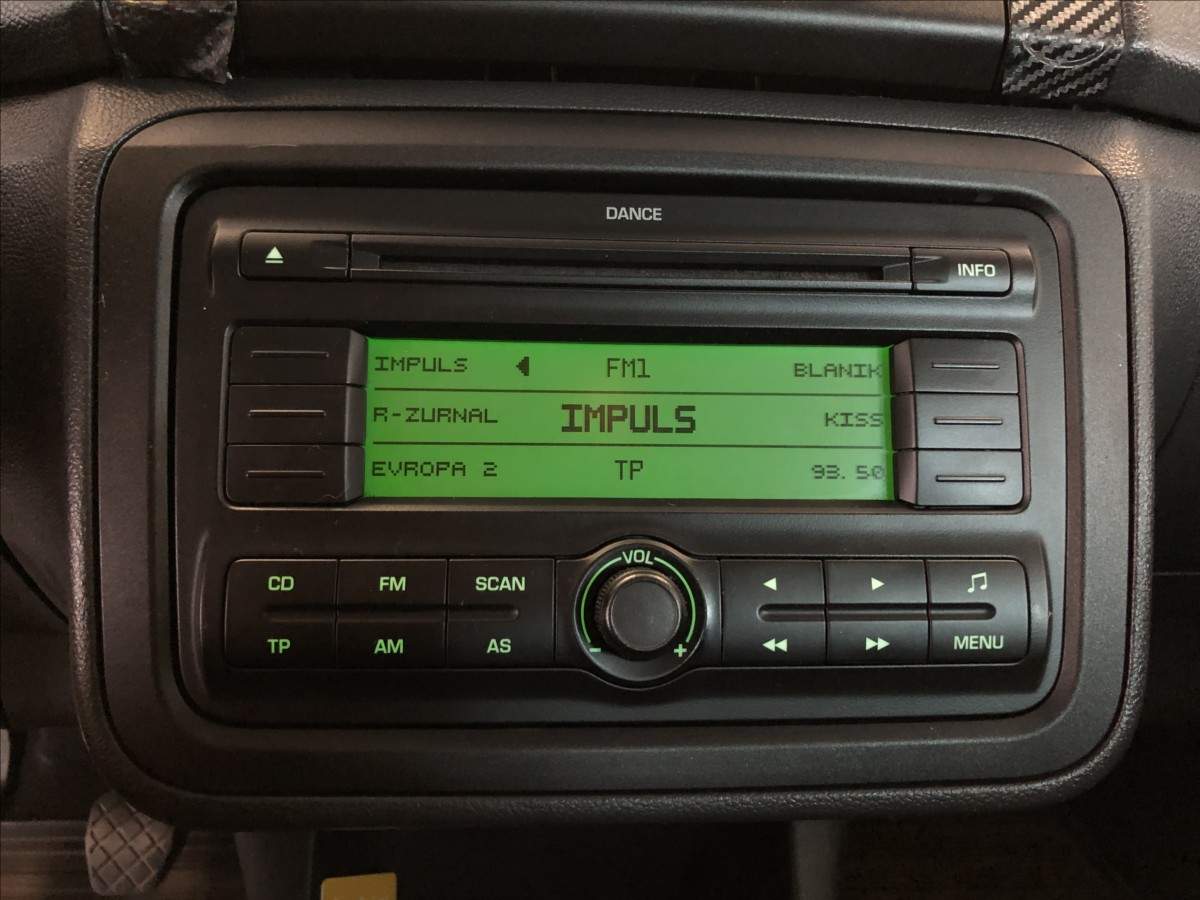 DANCE
INFO
IMPULS FM1 BLANIK
R-ZURNAL IMPULS KISS
EVROPA 2 TP 93.50
VOL
CD FM SCAN
- +
TP AM AS MENU